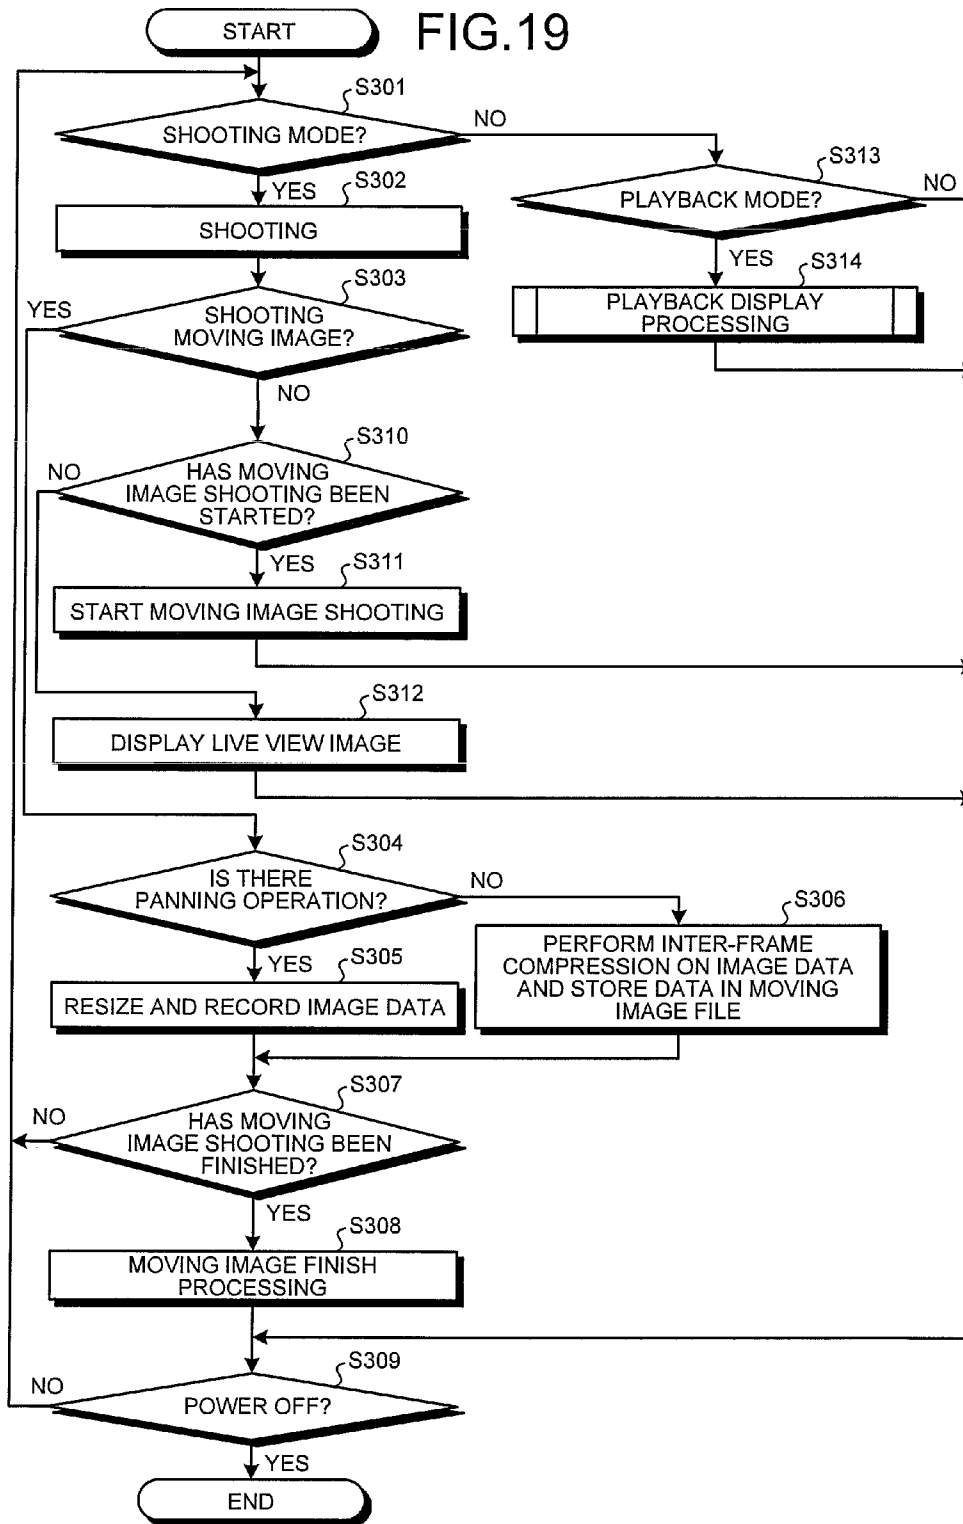 START
FIG.19
S301
SHOOTING MODE?
NO
YES
S302
SHOOTING
S313
PLAYBACK MODE?
NO
YES
S314
PLAYBACK DISPLAY
PROCESSING
S303
YES
SHOOTING
MOVING IMAGE?
NO
S310
NO
HAS MOVING
IMAGE SHOOTING BEEN
STARTED?
YES
S311
START MOVING IMAGE SHOOTING
S312
DISPLAY LIVE VIEW IMAGE
S304
IS THERE
PANNING OPERATION?
NO
YES
S305
RESIZE AND RECORD IMAGE DATA
S306
PERFORM INTER-FRAME
COMPRESSION ON IMAGE DATA
AND STORE DATA IN MOVING
IMAGE FILE
S307
NO
HAS MOVING
IMAGE SHOOTING BEEN
FINISHED?
YES
S308
MOVING IMAGE FINISH
PROCESSING
S309
NO
POWER OFF?
YES
END